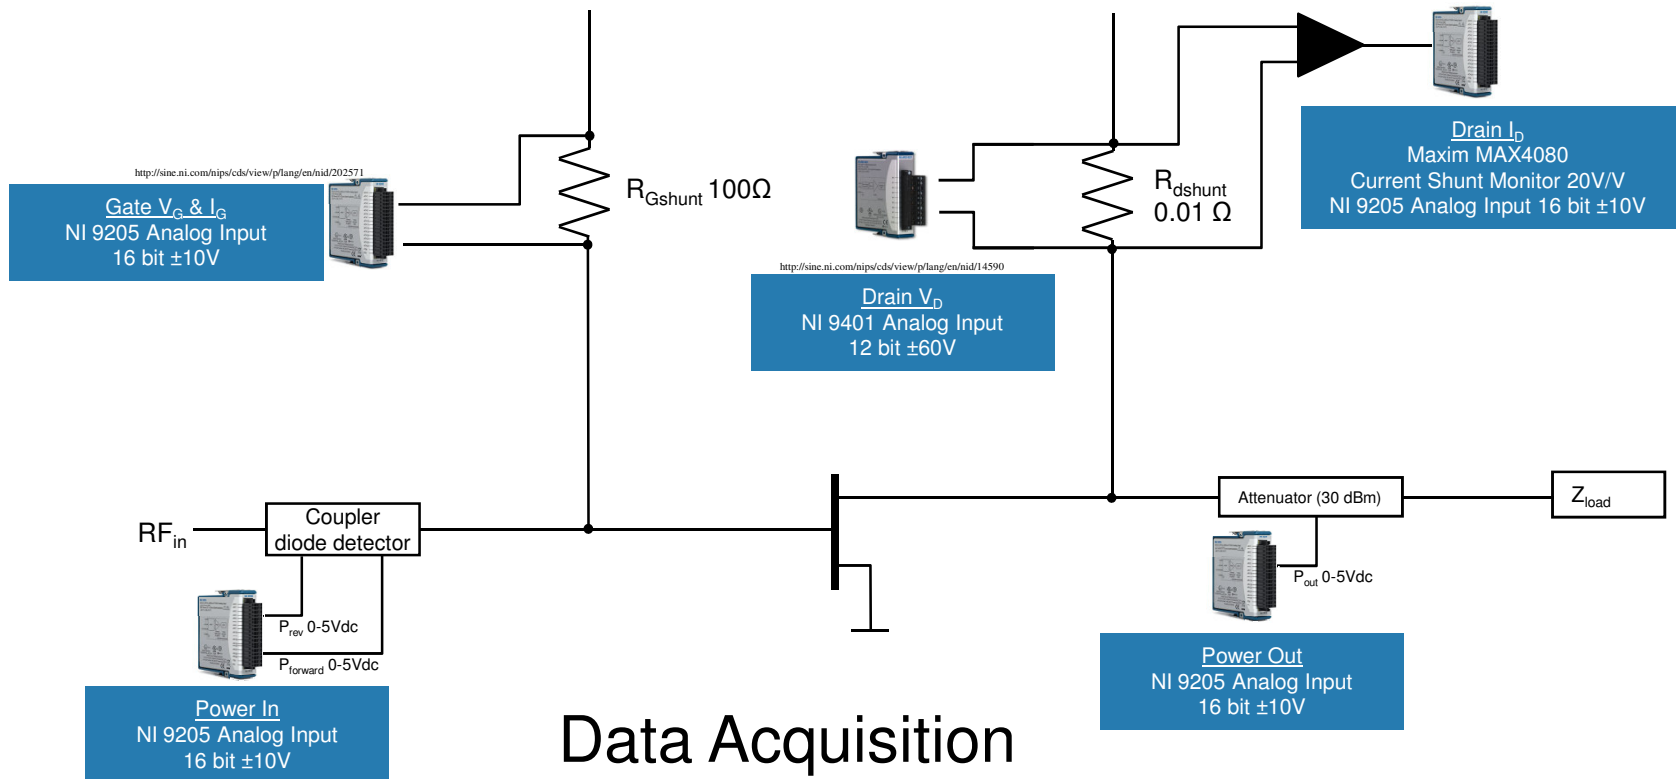 http://sine.ni.com/nips/cds/view/p/lang/en/nid/202571
Gate VG & IG
NI 9205 Analog Input
16 bit ±10V
RGshunt 100Ω
Rdshunt
0.01 Ω
Drain ID
Maxim MAX4080
Current Shunt Monitor 20V/V
NI 9205 Analog Input 16 bit ±10V
http://sine.ni.com/nips/cds/view/p/lang/en/nid/14590
Drain VD
NI 9401 Analog Input
12 bit ±60V
RFin
Coupler
diode detector
Prev 0-5Vdc
Pforward 0-5Vdc
Power In
NI 9205 Analog Input
16 bit ±10V
Attenuator (30 dBm)
Zload
Pout 0-5Vdc
Power Out
NI 9205 Analog Input
16 bit ±10V
Data Acquisition